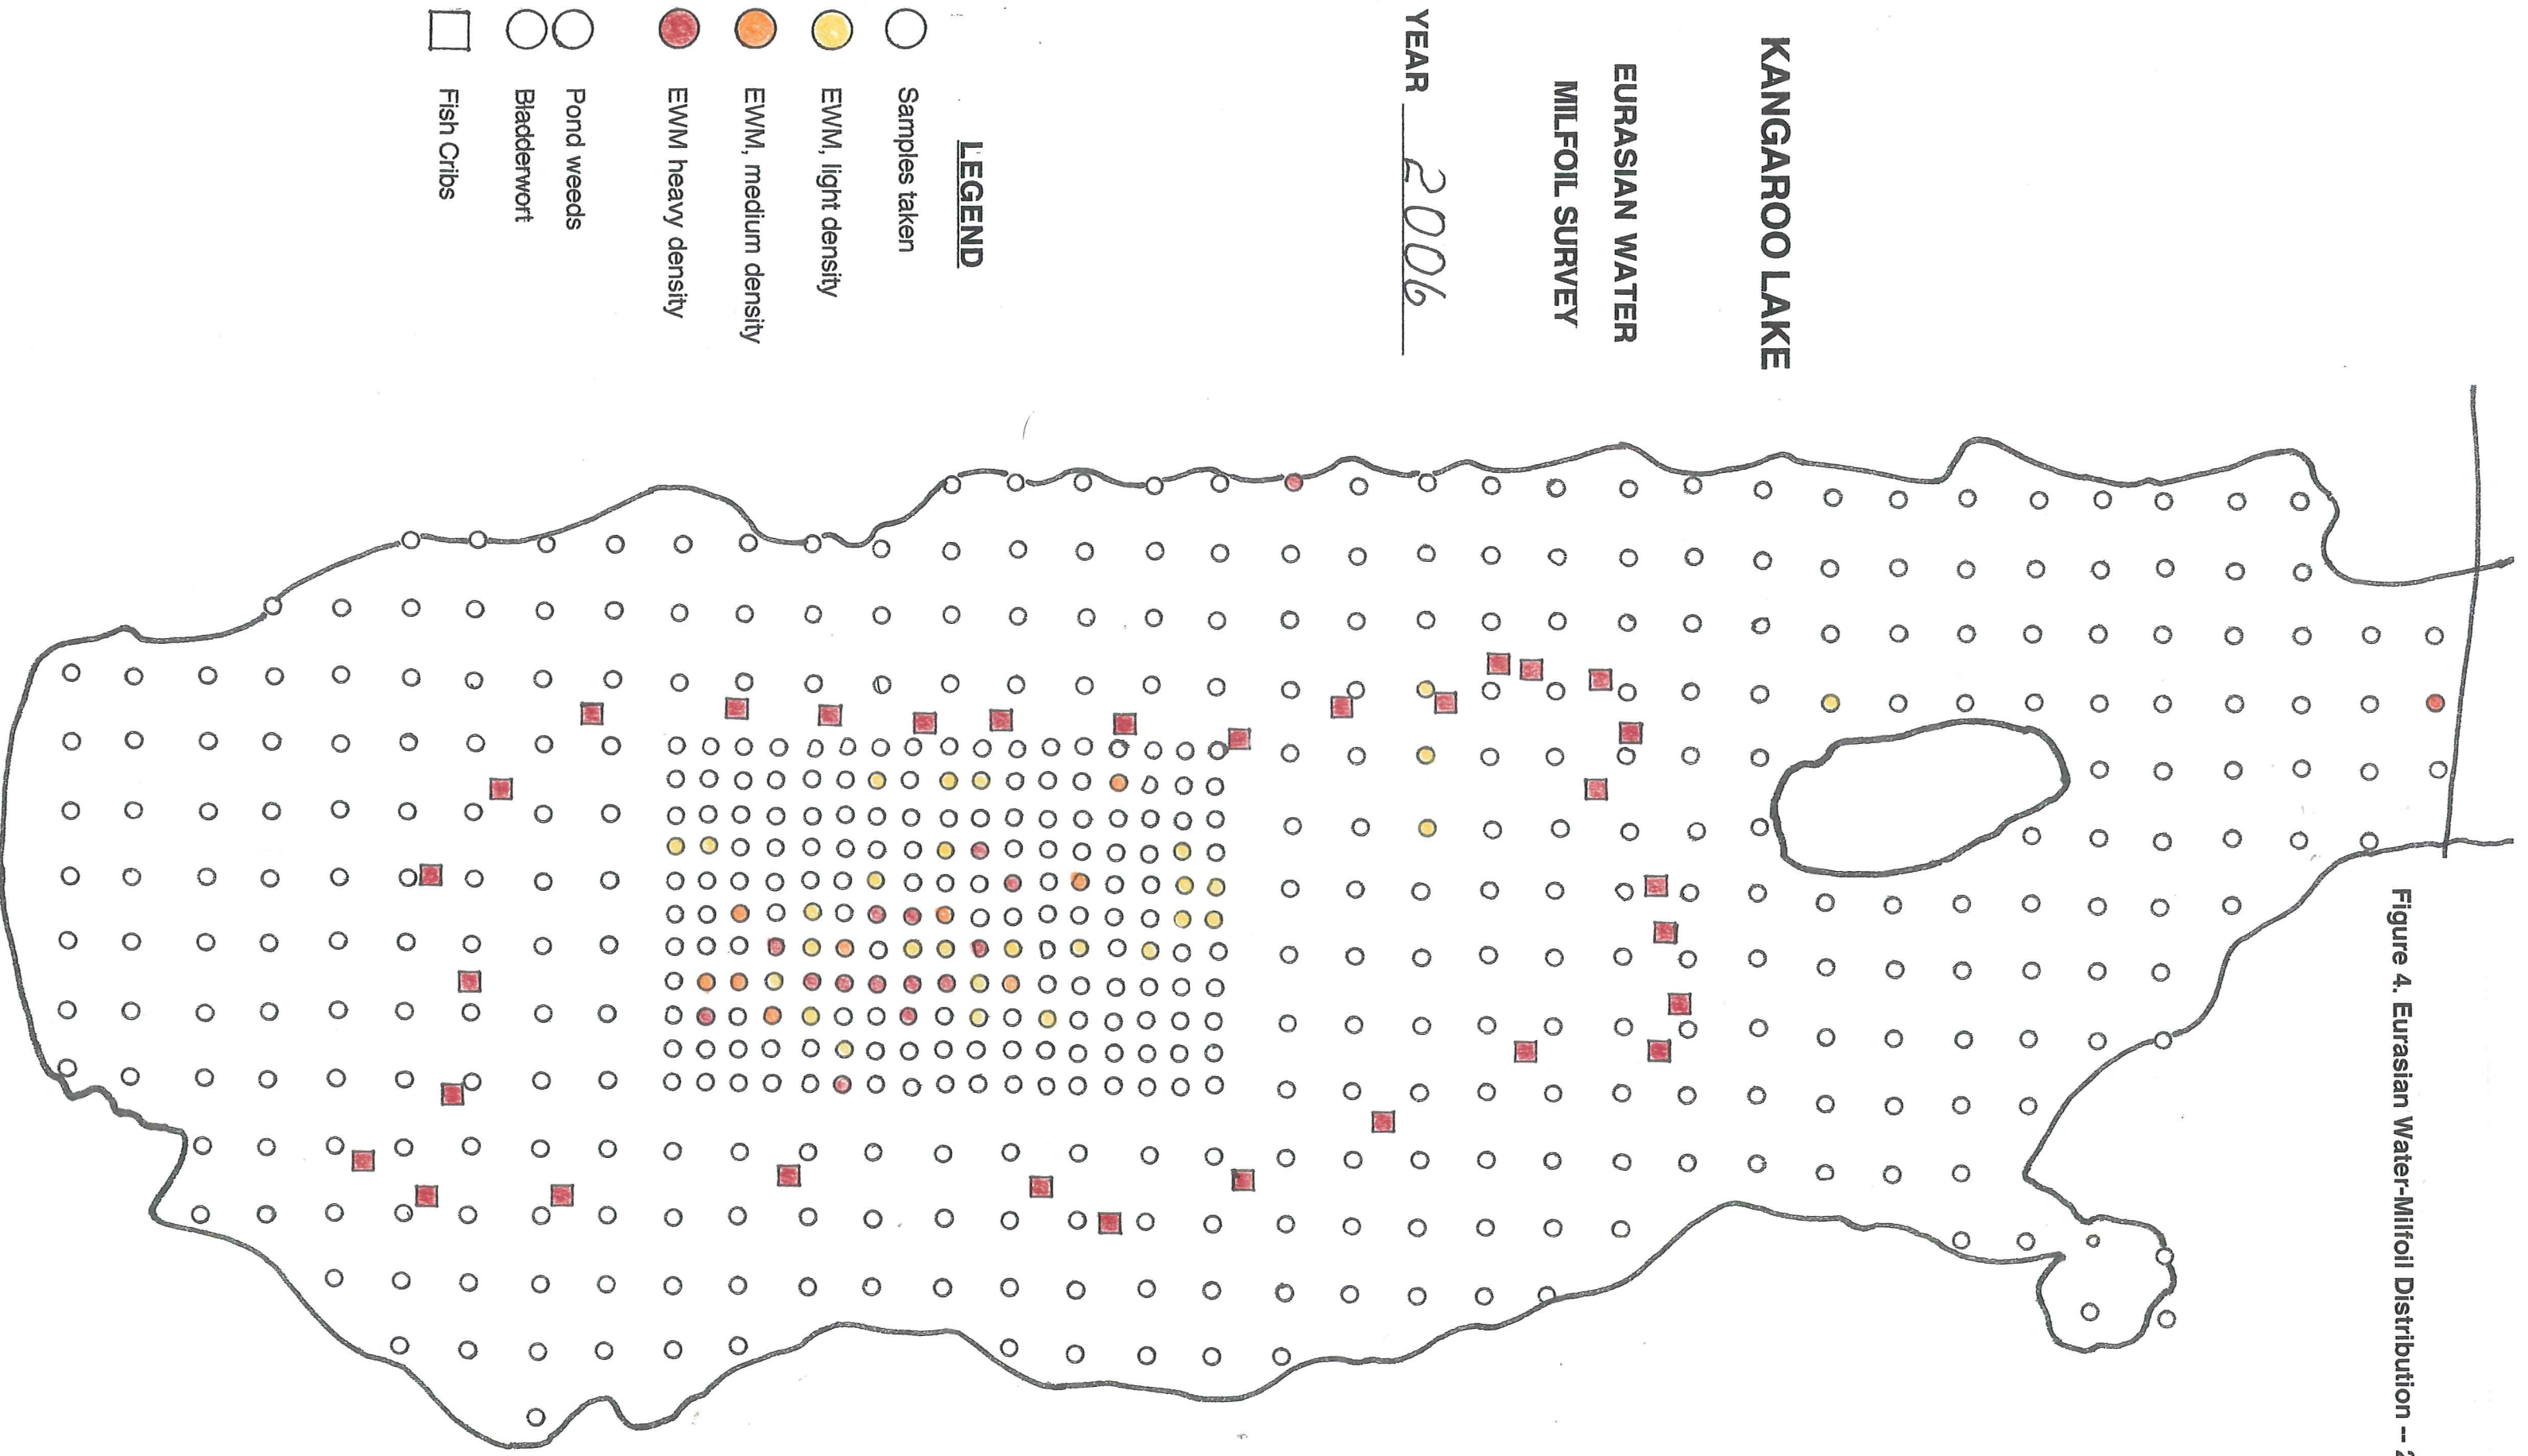 Figure 4. Eurasian Water-Milfoil Distribution -- 2
KANGAROO LAKE
EURASIAN WATER
MILFOIL SURVEY
YEAR 2006
LEGEND
Samples taken
EWM, light density
EWM, medium density
EWM heavy density
Pond weeds
Bladderwort
Fish Cribs